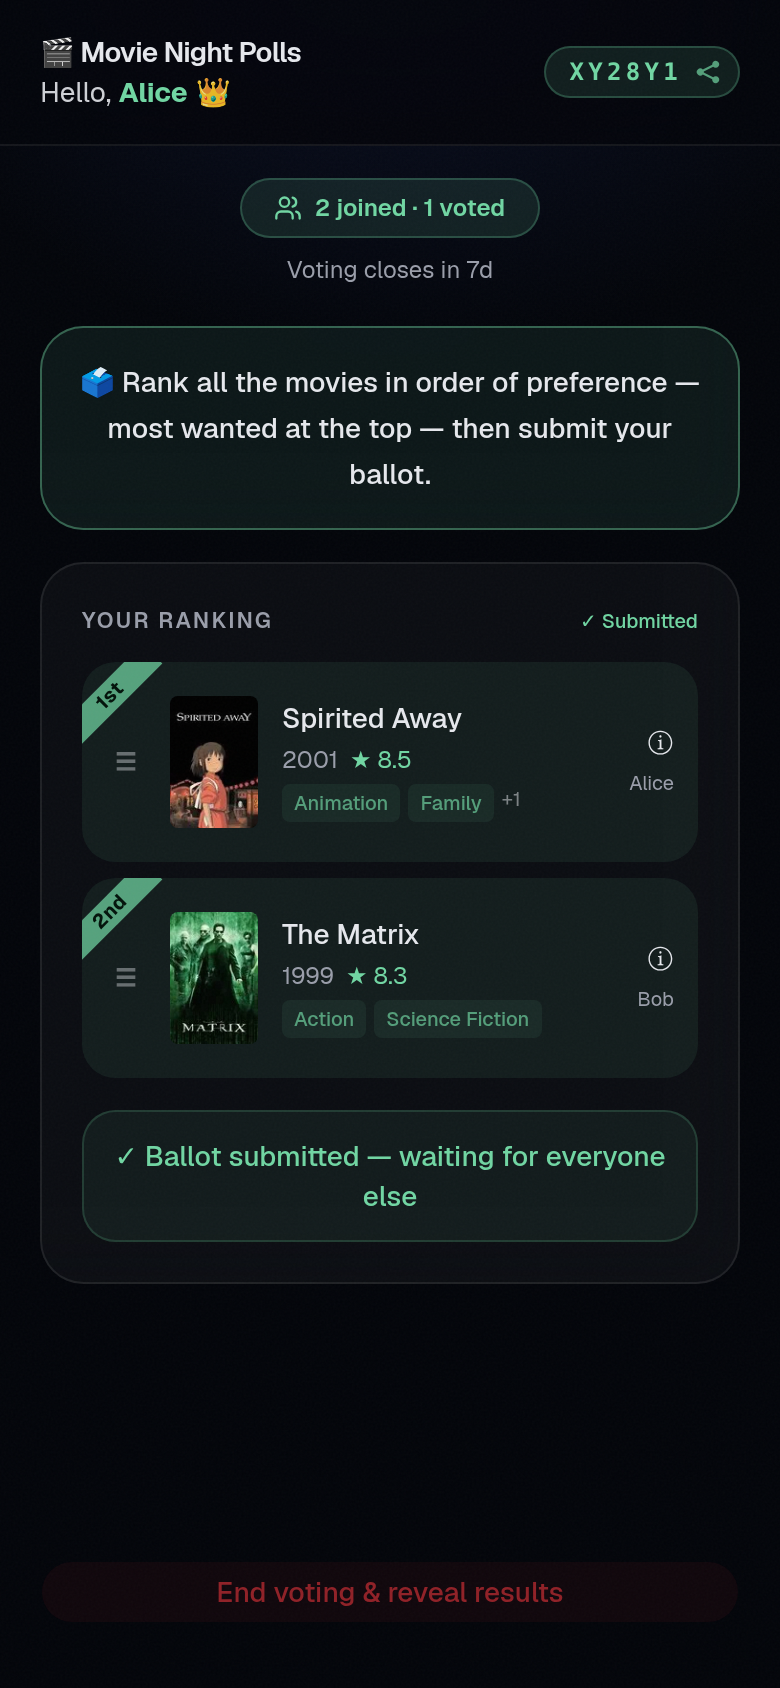 🎬 Movie Night Polls
Hello, Alice 👑
XY28Y1
2 joined · 1 voted
Voting closes in 7d
🗳️ Rank all the movies in order of preference —
most wanted at the top — then submit your
ballot.
YOUR RANKING
✓ Submitted
1st
SPIRITED AWAY
Spirited Away
2001 ★ 8.5
Animation Family +1
Alice
2nd
MATRIX
The Matrix
1999 ★ 8.3
Action Science Fiction
Bob
✓ Ballot submitted — waiting for everyone
else
End voting & reveal results